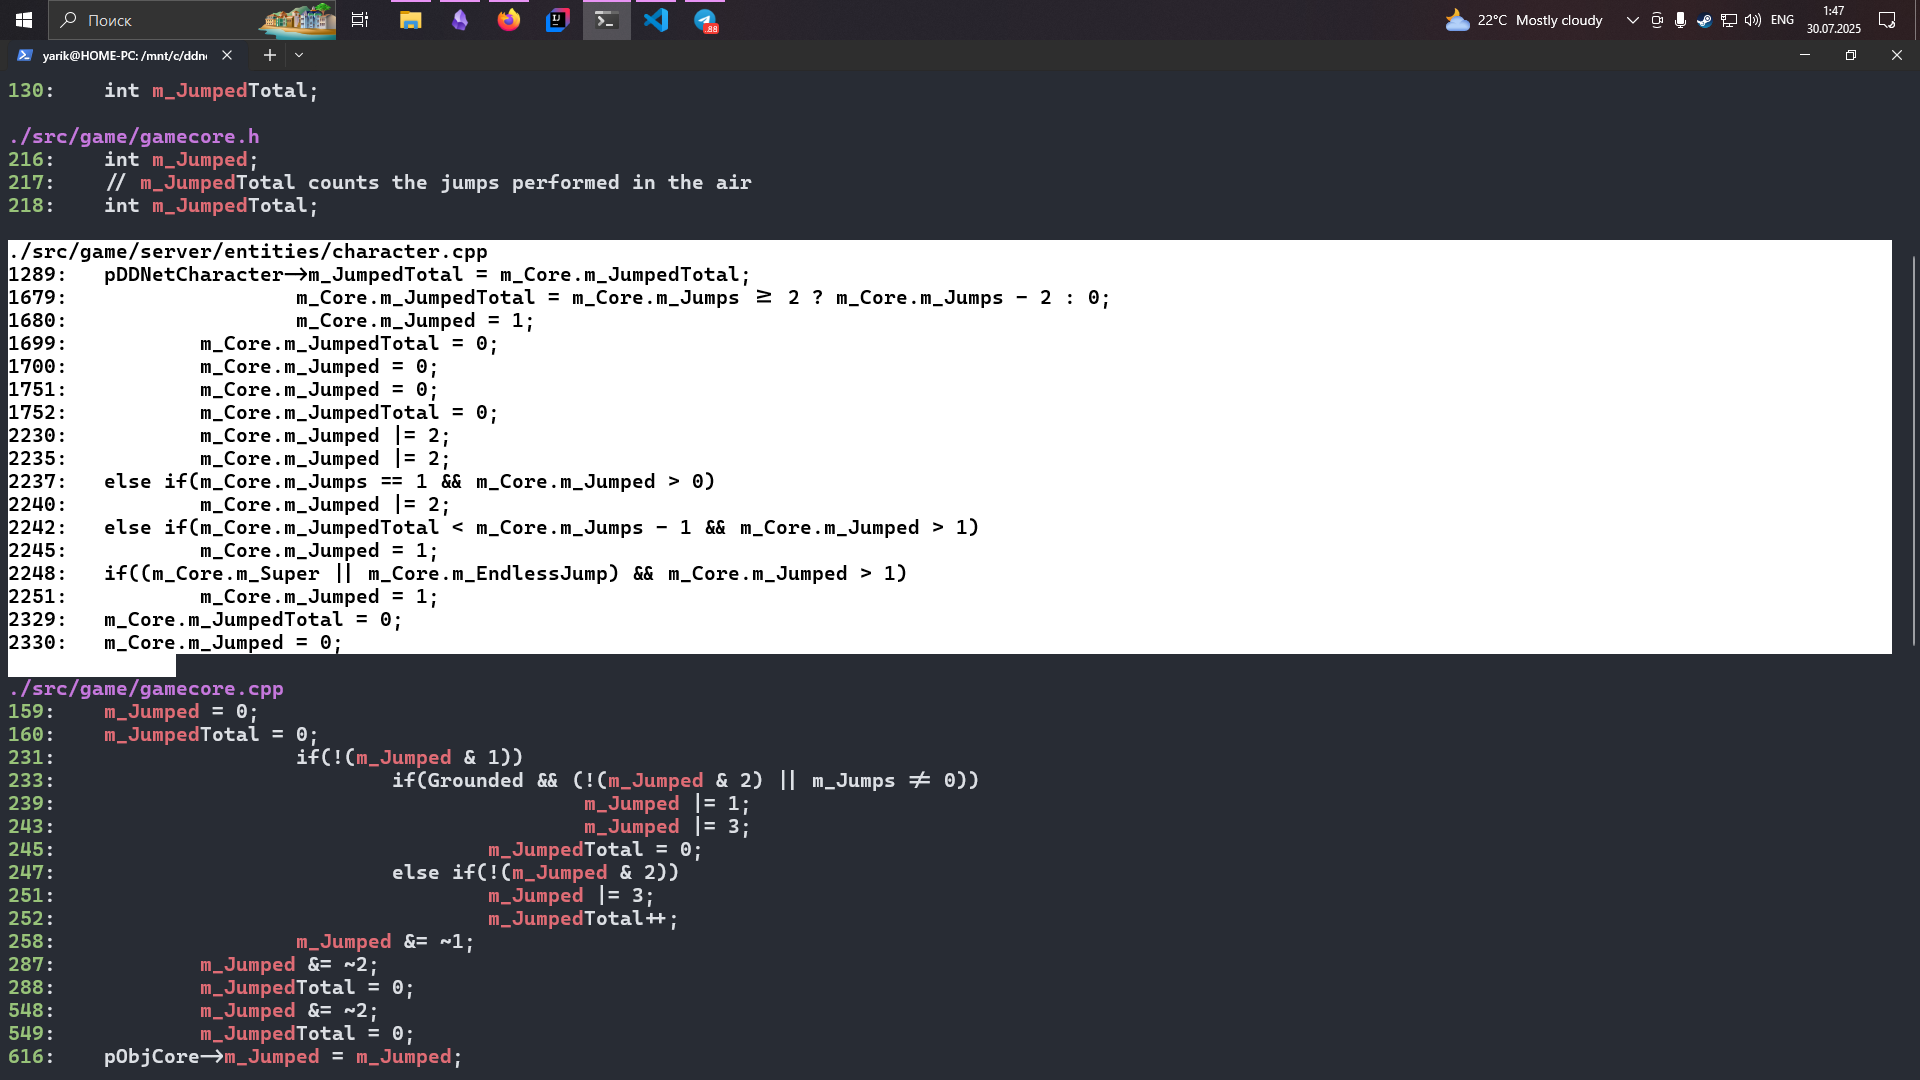 Поиск
.88
22°C Mostly cloudy
ENG
1:47
30.07.2025
yarik@HOME-PC: /mnt/c/ddn
130:    int m_JumpedTotal;
./src/game/gamecore.h
216:    int m_Jumped;
217:    // m_JumpedTotal counts the jumps performed in the air
218:    int m_JumpedTotal;
./src/game/server/entities/character.cpp
1289:   pDDNetCharacter->m_JumpedTotal = m_Core.m_JumpedTotal;
1679:                   m_Core.m_JumpedTotal = m_Core.m_Jumps >= 2 ? m_Core.m_Jumps - 2 : 0;
1680:                   m_Core.m_Jumped = 1;
1699:           m_Core.m_JumpedTotal = 0;
1700:           m_Core.m_Jumped = 0;
1751:           m_Core.m_Jumped = 0;
1752:           m_Core.m_JumpedTotal = 0;
2230:           m_Core.m_Jumped |= 2;
2235:           m_Core.m_Jumped |= 2;
2237:   else if(m_Core.m_Jumps == 1 && m_Core.m_Jumped > 0)
2240:           m_Core.m_Jumped |= 2;
2242:   else if(m_Core.m_JumpedTotal < m_Core.m_Jumps - 1 && m_Core.m_Jumped > 1)
2245:           m_Core.m_Jumped = 1;
2248:   if((m_Core.m_Super || m_Core.m_EndlessJump) && m_Core.m_Jumped > 1)
2251:           m_Core.m_Jumped = 1;
2329:   m_Core.m_JumpedTotal = 0;
2330:   m_Core.m_Jumped = 0;
./src/game/gamecore.cpp
159:    m_Jumped = 0;
160:    m_JumpedTotal = 0;
231:                    if(!(m_Jumped & 1))
233:                            if(Grounded && (!(m_Jumped & 2) || m_Jumps != 0))
239:                                            m_Jumped |= 1;
243:                                            m_Jumped |= 3;
245:                                    m_JumpedTotal = 0;
247:                            else if(!(m_Jumped & 2))
251:                                    m_Jumped |= 3;
252:                                    m_JumpedTotal++;
258:                    m_Jumped &= ~1;
287:            m_Jumped &= ~2;
288:            m_JumpedTotal = 0;
548:            m_Jumped &= ~2;
549:            m_JumpedTotal = 0;
616:    pObjCore->m_Jumped = m_Jumped;